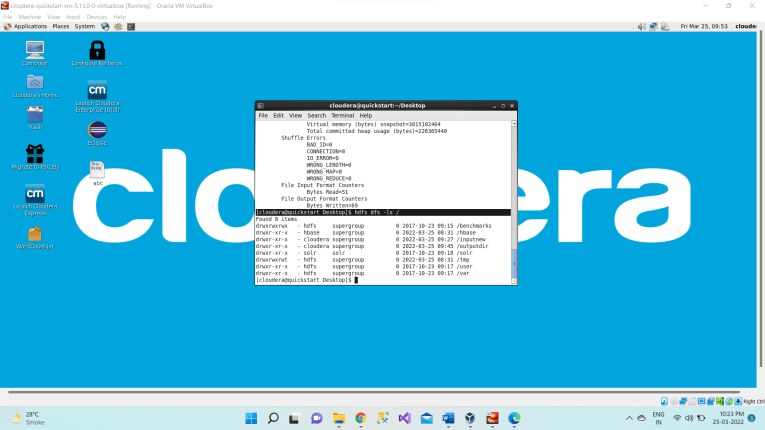 cloudera-quickstart-vm-5.13.0-0-virtualbox [Running] - Oracle VM VirtualBox
File Machine View Input Devices Help
Applications Places System
Fri Mar 25, 09:53 cloude
Computer
Configure Kerberos
cloudera's Home
Launch Cloudera
Enterprise (trial)
Trash
Eclipse
Migrate to Parcels
abc
cm
cm
Launch Cloudera
Express
WordCount.jar
cloudera
cloudera@quickstart:~/Desktop
File Edit View Search Terminal Help
Virtual memory (bytes) snapshot=3015102464
Total committed heap usage (bytes)=226365440
Shuffle Errors
BAD_ID=0
CONNECTION=0
IO_ERROR=0
WRONG_LENGTH=0
WRONG_MAP=0
WRONG_REDUCE=0
File Input Format Counters
Bytes Read=51
File Output Format Counters
Bytes Written=69
[cloudera@quickstart Desktop]$ hdfs dfs -ls /
Found 8 items
drwxrwxrwx - hdfs supergroup 0 2017-10-23 09:15 /benchmarks
drwxr-xr-x - hbase supergroup 0 2022-03-25 08:31 /hbase
drwxr-xr-x - cloudera supergroup 0 2022-03-25 09:27 /inputnew
drwxr-xr-x - cloudera supergroup 0 2022-03-25 09:45 /outputdir
drwxr-xr-x - solr solr 0 2017-10-23 09:18 /solr
drwxrwxrwt - hdfs supergroup 0 2022-03-25 08:31 /tmp
drwxr-xr-x - hdfs supergroup 0 2017-10-23 09:17 /user
drwxr-xr-x - hdfs supergroup 0 2017-10-23 09:17 /var
[cloudera@quickstart Desktop]$
Right Ctrl
28°C
Smoke
ENG
IN
10:23 PM
25-03-2022